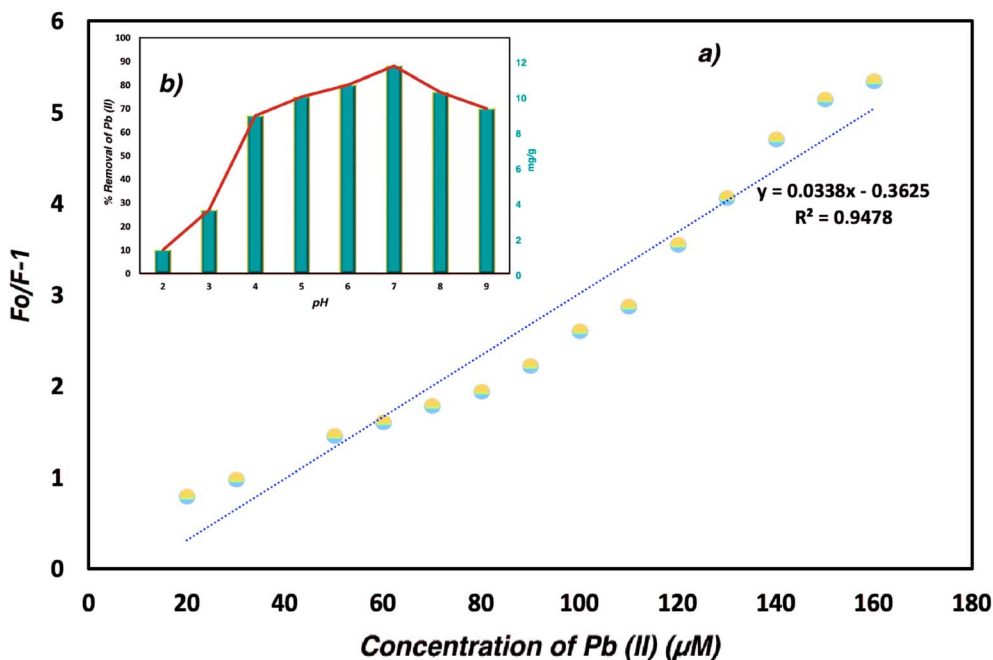 6
5
4
3
2
1
0
Fo/F-1
a)
y = 0.0338x - 0.3625
R² = 0.9478
0 20 40 60 80 100 120 140 160 180
Concentration of Pb (II) (µM)
b)
100
90
80
70
60
50
40
30
20
10
0
% Removal of Pb (II)
12
10
8
6
4
2
0
mg/g
2 3 4 5 6 7 8 9
pH